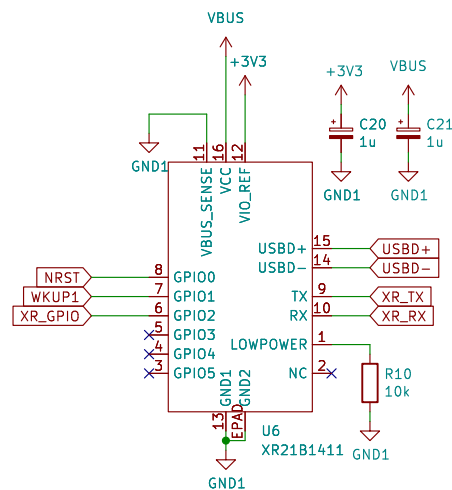 VBUS
+3V3
+3V3
VBUS
+
C20
1u
+
C21
1u
GND1
GND1
GND1
11
16
12
VBUS_SENSE
VCC
VIO_REF
USBD+
15
USBD+
USBD-
14
USBD-
NRST
8
GPIO0
WKUP1
7
GPIO1
TX
9
XR_TX
XR_GPIO
6
GPIO2
RX
10
XR_RX
5
GPIO3
4
GPIO4
LOWPOWER
1
3
GPIO5
NC
2
R10
10k
GND1
GND2
13
EPAD
U6
XR21B1411
GND1
GND1